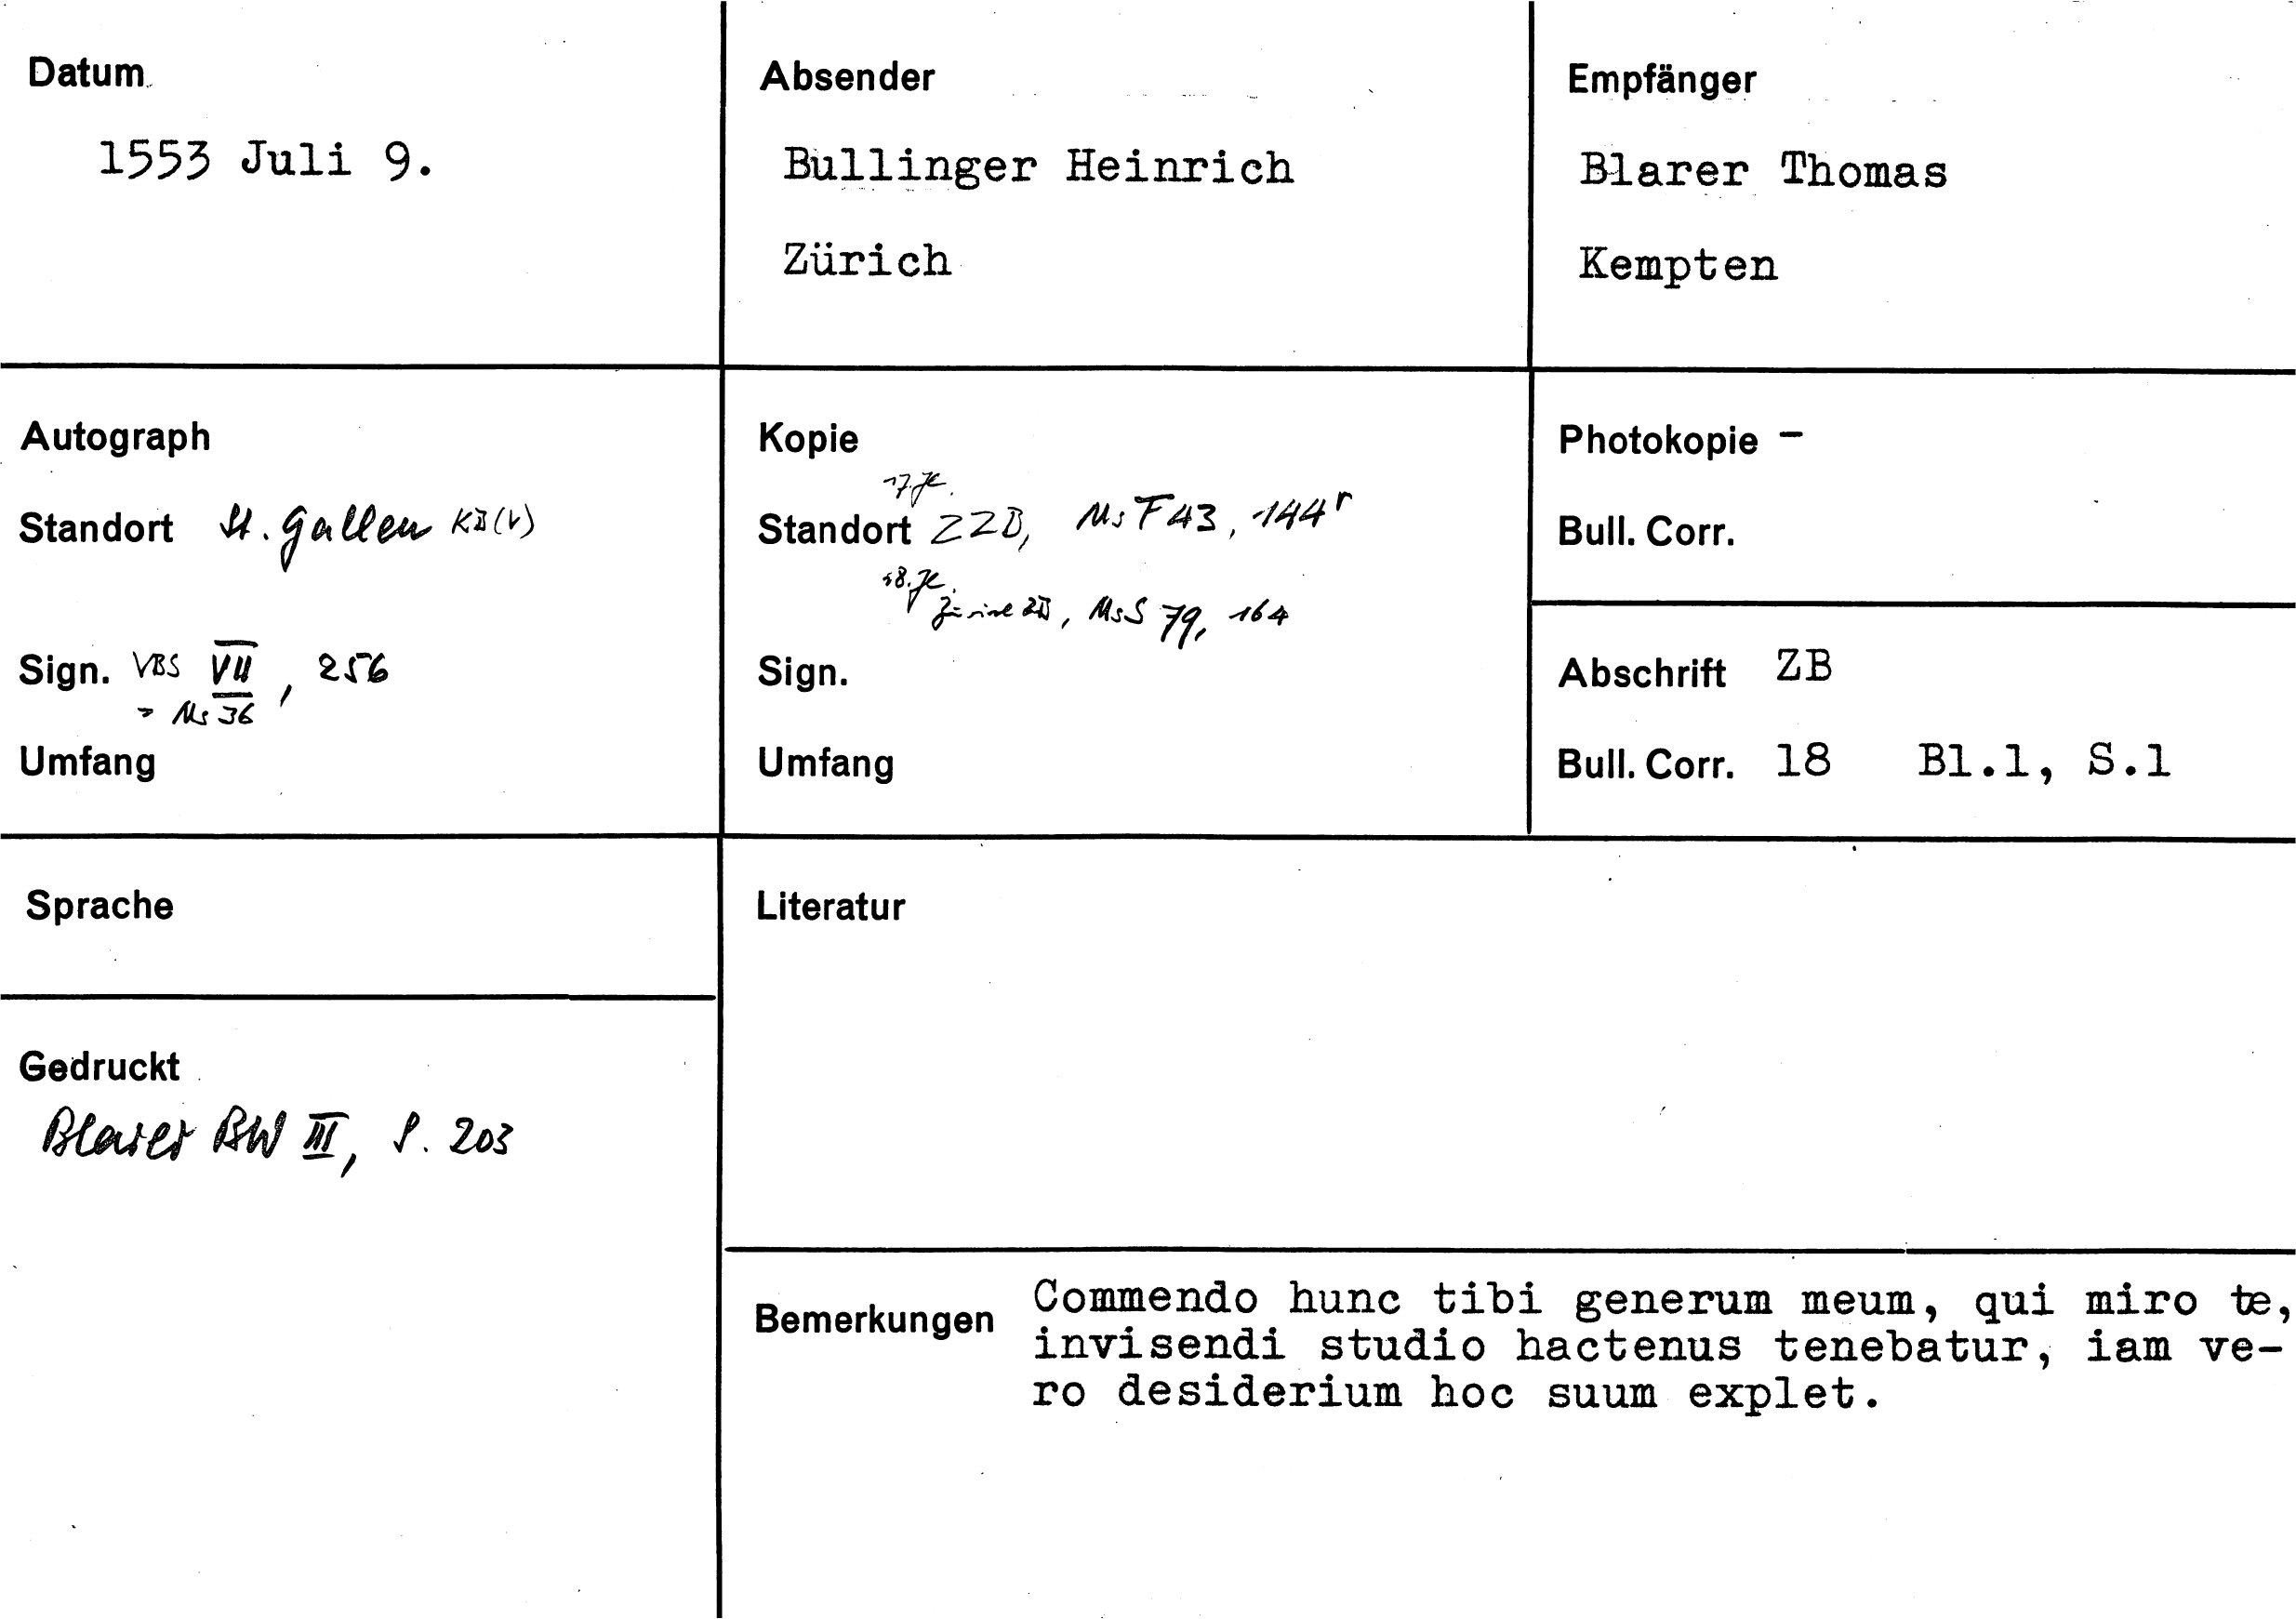 Datum
1553 Juli 9.
Absender
Bullinger Heinrich
Zürich
Empfänger
Blarer Thomas
Kempten
Autograph
Standort St. Gallen KB(V)
Sign. VBS VII, 256
= Ms 36
Umfang
Kopie
17. Jh.
Standort ZZB, Ms F 43, 144r
18. Jh.
Zürich ZB, Ms S 79, 164
Sign.
Umfang
Photokopie -
Bull. Corr.
Abschrift ZB
Bull. Corr. 18 Bl.1, S.1
Sprache
Gedruckt
Blarer BW III, S. 203
Literatur
Bemerkungen Commendo hunc tibi generum meum, qui miro te,
invisendi studio hactenus tenebatur, iam ve-
ro desiderium hoc suum explet.